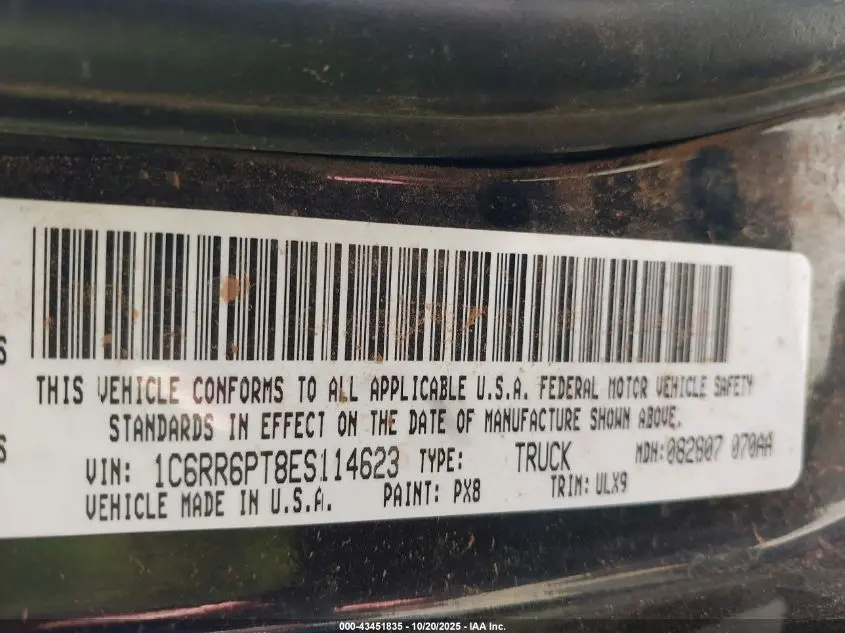 S
THIS VEHICLE CONFORMS TO ALL APPLICABLE U.S.A. FEDERAL MOTOR VEHICLE SAFETY
STANDARDS IN EFFECT ON THE DATE OF MANUFACTURE SHOWN ABOVE.
S
VIN: 1C6RR6PT8ES114623 TYPE: TRUCK MDH:082807 070AA
VEHICLE MADE IN U.S.A. PAINT: PX8 TRIM: ULX9
000-43451835 - 10/20/2025 - IAA Inc.